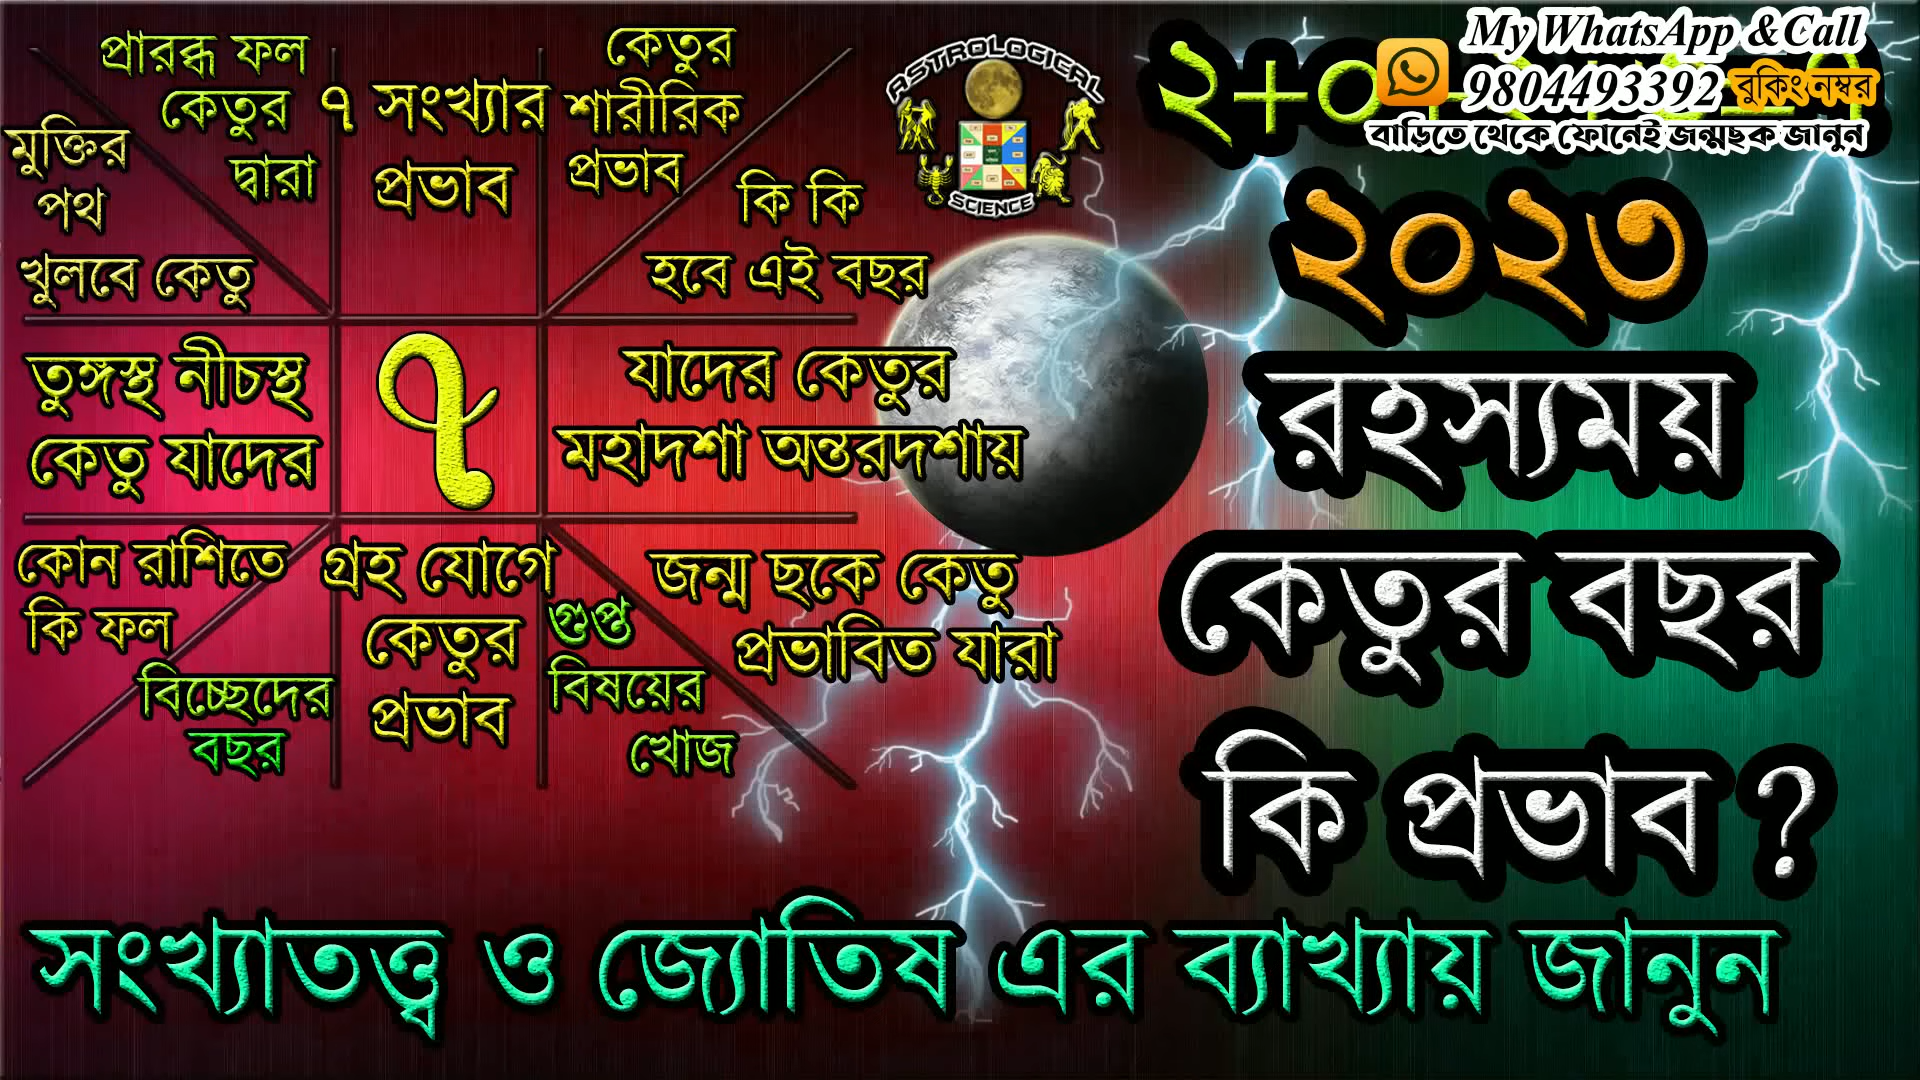 প্রারব্ধ ফল
কেতুর
দ্বারা
৭ সংখ্যার
প্রভাব
কেতুর
শারীরিক
প্রভাব
মুক্তির
পথ
খুলবে কেতু
কি কি
হবে এই বছর
তুঙ্গস্থ নীচস্থ
কেতু যাদের
৭
যাদের কেতুর
মহাদশা অন্তরদশায়
কোন রাশিতে
কি ফল
বিচ্ছেদের
বছর
গ্রহ যোগে
কেতুর
প্রভাব
গুপ্ত
বিষয়ের
খোজ
জন্ম ছকে কেতু
প্রভাবিত যারা
ASTROLOGICAL
SCIENCE
My WhatsApp &Call
9804493392 বুকিং নম্বর
বাড়িতে থেকে ফোনেই জন্মছক জানুন
২+০
২০২৩
রহস্যময়
কেতুর বছর
কি প্রভাব ?
সংখ্যাতত্ত্ব ও জ্যোতিষ এর ব্যাখ্যায় জানুন